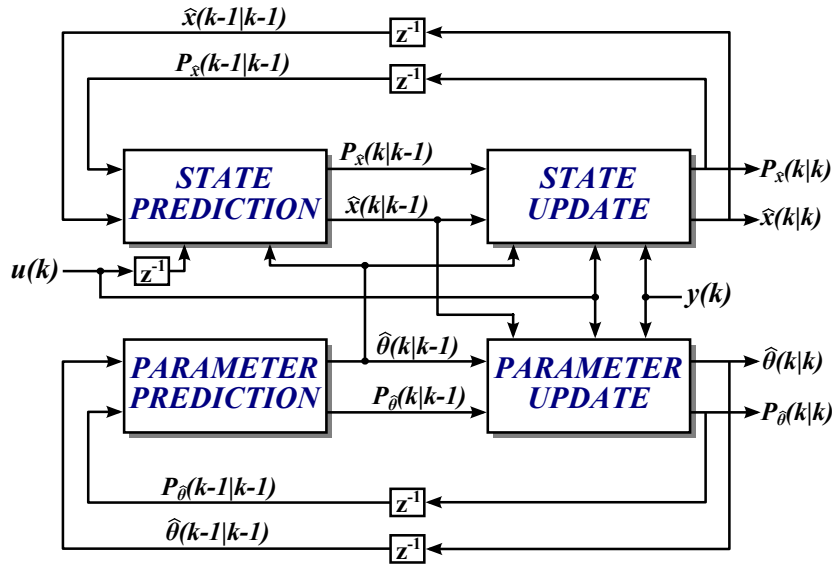 x̂(k-1|k-1)
z⁻¹
P_x̂(k-1|k-1)
z⁻¹
STATE
PREDICTION
P_x̂(k|k-1)
x̂(k|k-1)
STATE
UPDATE
P_x̂(k|k)
x̂(k|k)
u(k)
z⁻¹
y(k)
PARAMETER
PREDICTION
θ̂(k|k-1)
P_θ̂(k|k-1)
PARAMETER
UPDATE
θ̂(k|k)
P_θ̂(k|k)
P_θ̂(k-1|k-1)
z⁻¹
θ̂(k-1|k-1)
z⁻¹